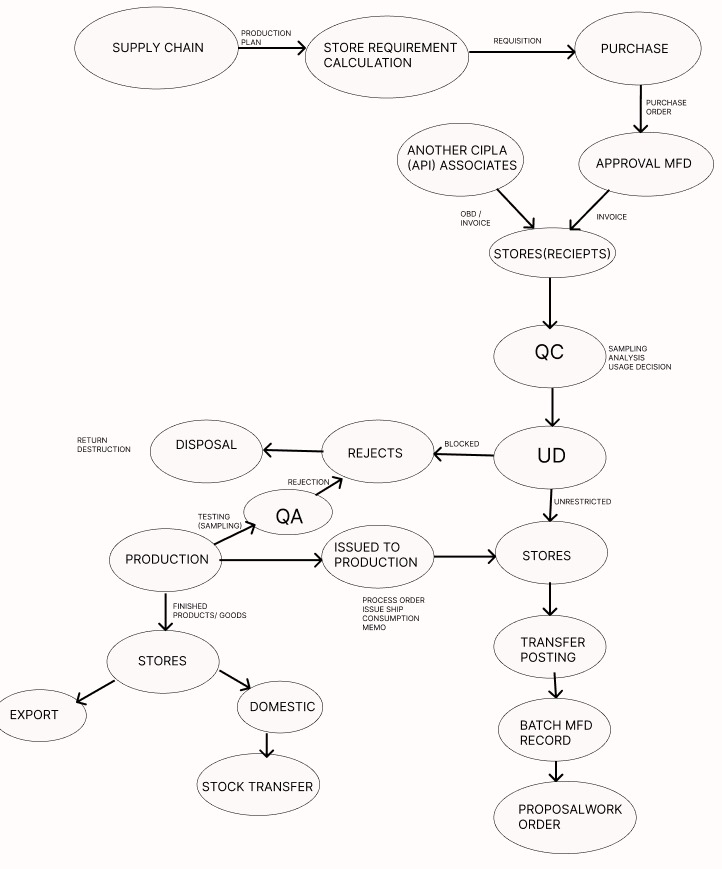 SUPPLY CHAIN
PRODUCTION
PLAN
STORE REQUIREMENT
CALCULATION
REQUISITION
PURCHASE
PURCHASE
ORDER
ANOTHER CIPLA
(API) ASSOCIATES
APPROVAL MFD
OBD /
INVOICE
INVOICE
STORES(RECIEPTS)
QC
SAMPLING
ANALYSIS
USAGE DECISION
RETURN
DESTRUCTION
DISPOSAL
REJECTS
BLOCKED
UD
REJECTION
QA
UNRESTRICTED
TESTING
(SAMPLING)
PRODUCTION
ISSUED TO
PRODUCTION
STORES
PROCESS ORDER
ISSUE SHIP
CONSUMPTION
MEMO
FINISHED
PRODUCTS/ GOODS
STORES
TRANSFER
POSTING
EXPORT
DOMESTIC
BATCH MFD
RECORD
STOCK TRANSFER
PROPOSALWORK
ORDER